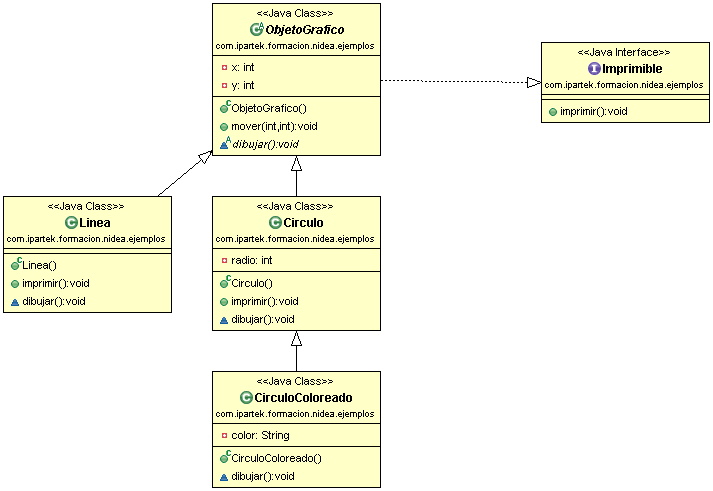 <<Java Class>>
ObjetoGrafico
com.ipartek.formacion.nidea.ejemplos
x: int
y: int
ObjetoGrafico()
mover(int,int):void
dibujar():void
<<Java Interface>>
Imprimible
com.ipartek.formacion.nidea.ejemplos
imprimir():void
<<Java Class>>
Linea
com.ipartek.formacion.nidea.ejemplos
Linea()
imprimir():void
dibujar():void
<<Java Class>>
Circulo
com.ipartek.formacion.nidea.ejemplos
radio: int
Circulo()
imprimir():void
dibujar():void
<<Java Class>>
CirculoColoreado
com.ipartek.formacion.nidea.ejemplos
color: String
CirculoColoreado()
dibujar():void